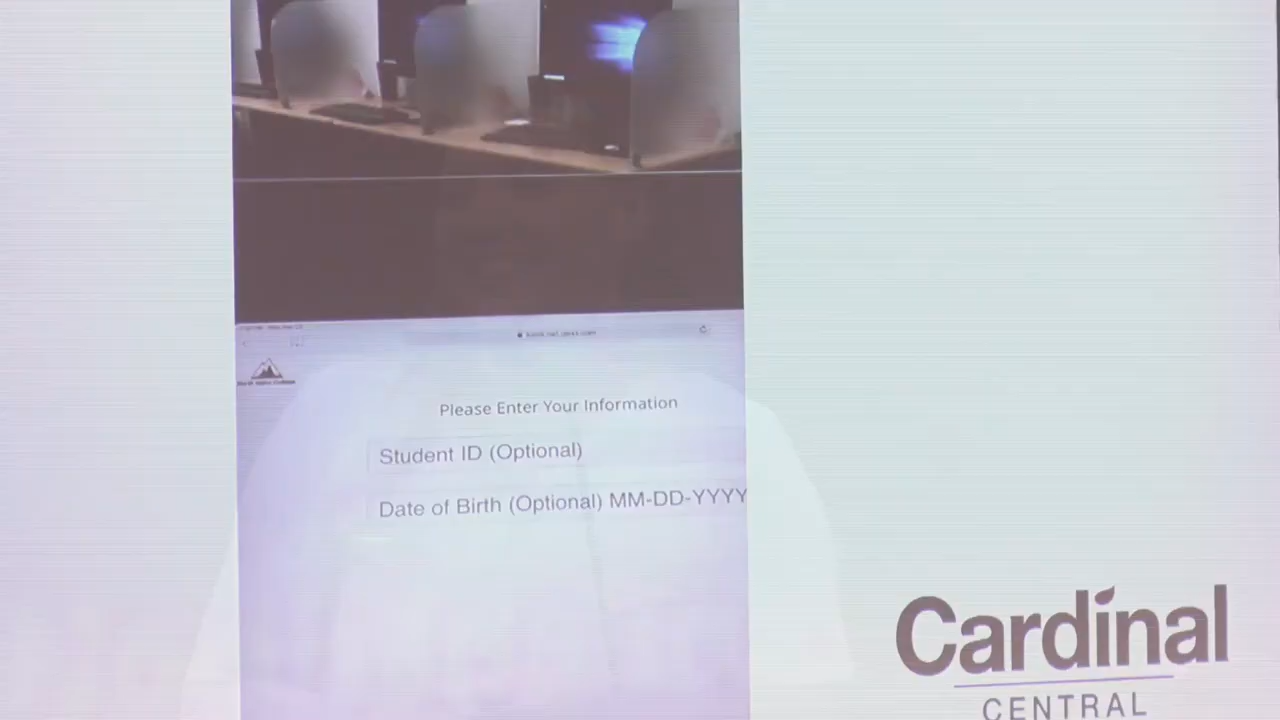 Please Enter Your Information
Student ID (Optional)
Date of Birth (Optional) MM-DD-YYYY
Cardinal
CENTRAL